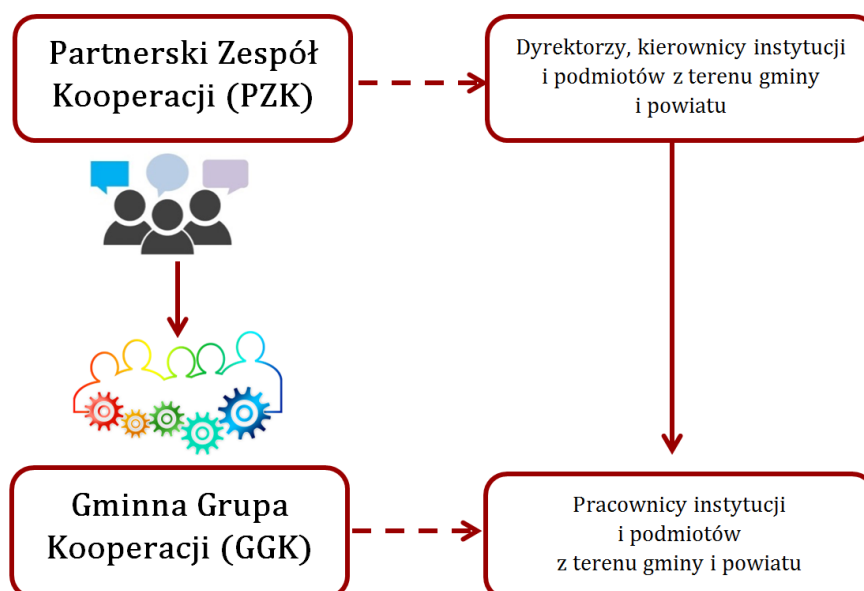 Partnerski Zespół
Kooperacji (PZK)
Dyrektorzy, kierownicy instytucji
i podmiotów z terenu gminy
i powiatu
Gminna Grupa
Kooperacji (GGK)
Pracownicy instytucji
i podmiotów
z terenu gminy i powiatu